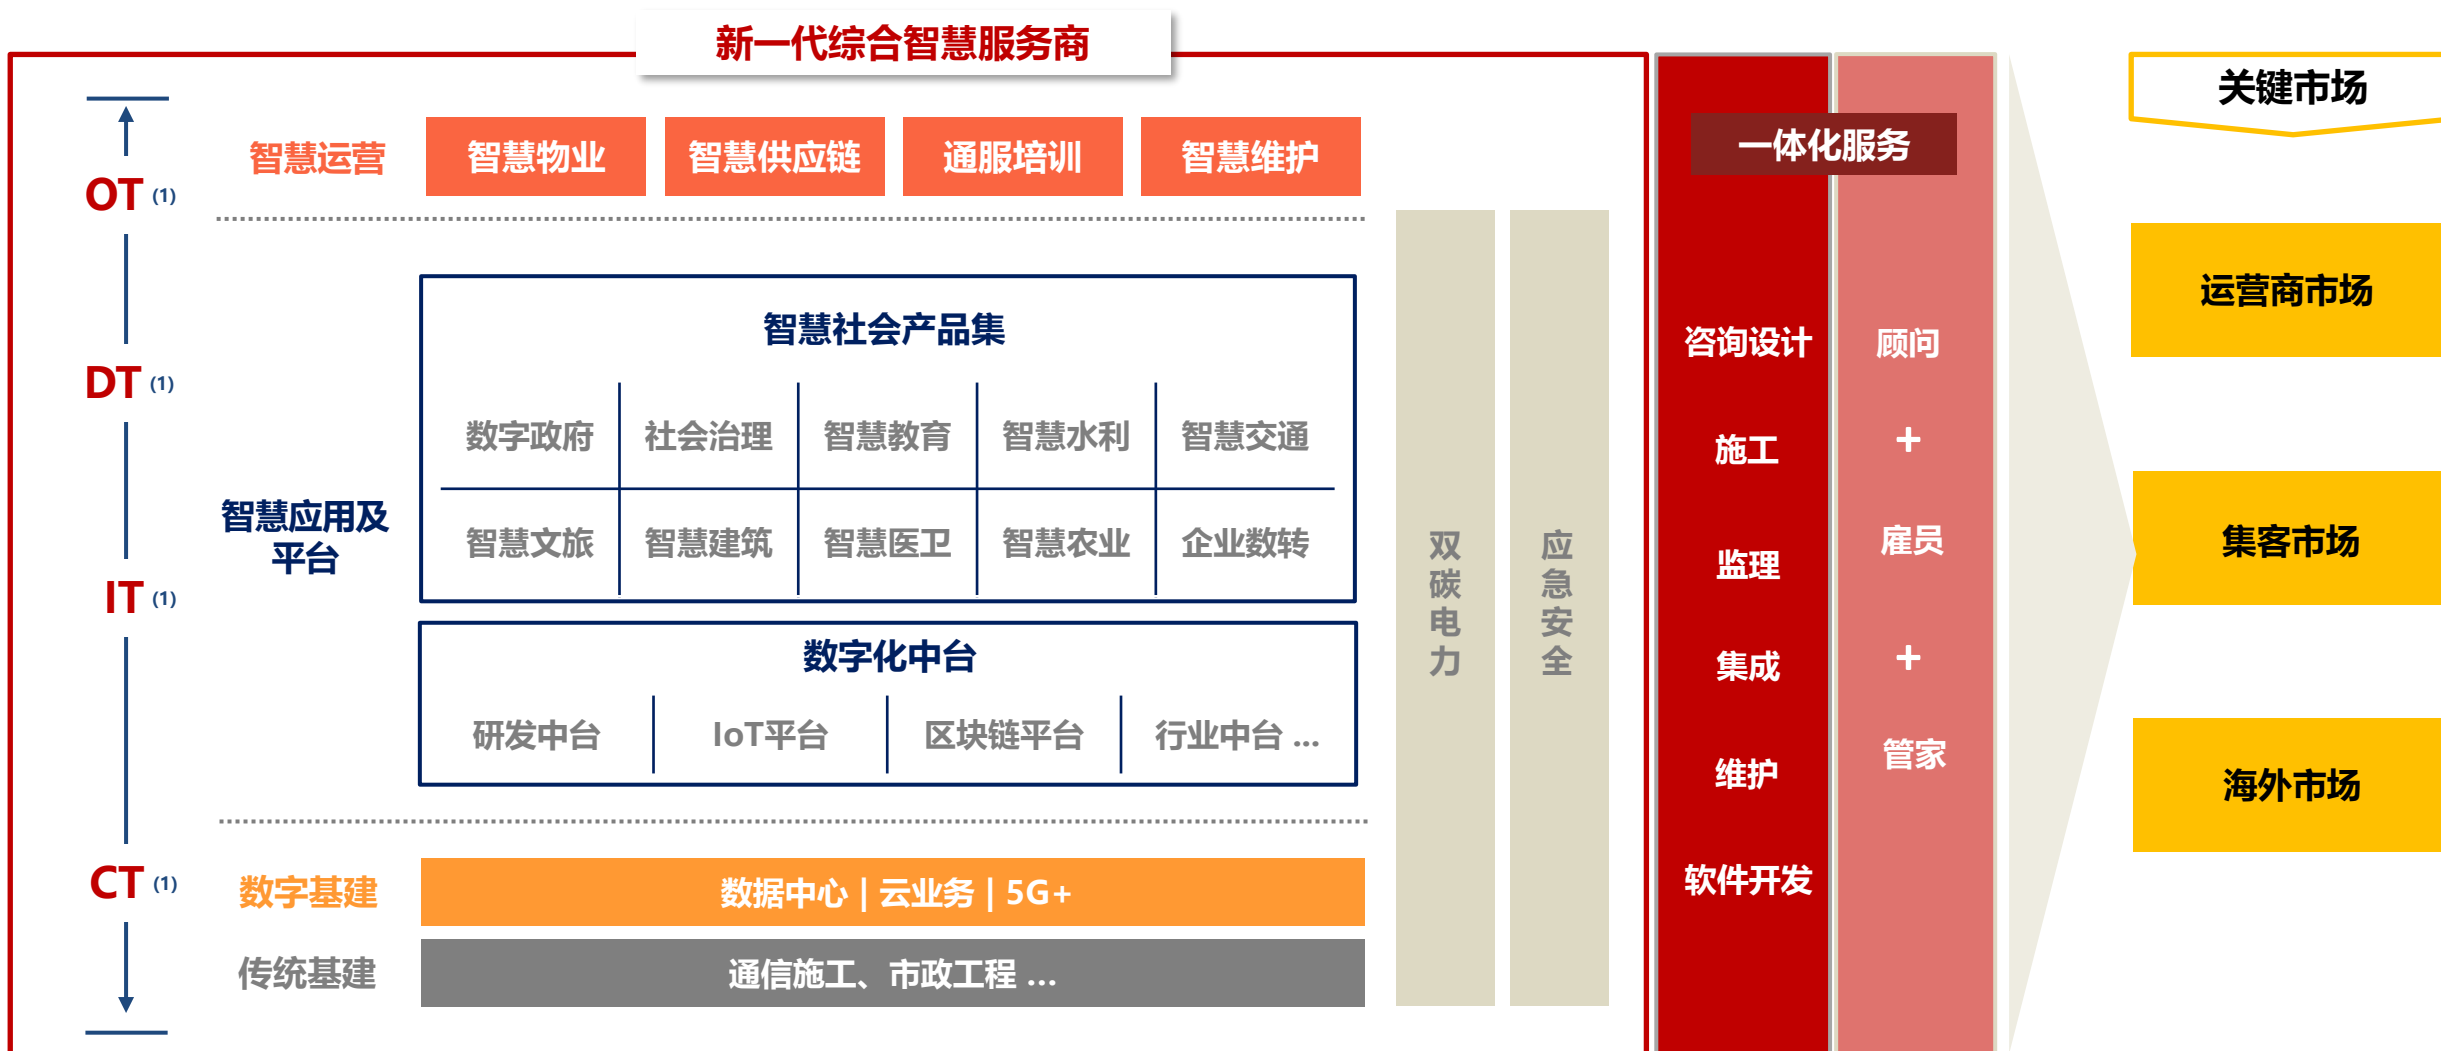 新一代综合智慧服务商
OT (1)
DT (1)
IT (1)
CT (1)
智慧运营
智慧物业
智慧供应链
通服培训
智慧维护
智慧应用及
平台
智慧社会产品集
数字政府
社会治理
智慧教育
智慧水利
智慧交通
智慧文旅
智慧建筑
智慧医卫
智慧农业
企业数转
数字化中台
研发中台
IoT平台
区块链平台
行业中台 ...
数字基建
数据中心 | 云业务 | 5G+
传统基建
通信施工、市政工程 ...
双碳电力
应急安全
一体化服务
咨询设计
施工
监理
集成
维护
软件开发
顾问
+
雇员
+
管家
关键市场
运营商市场
集客市场
海外市场